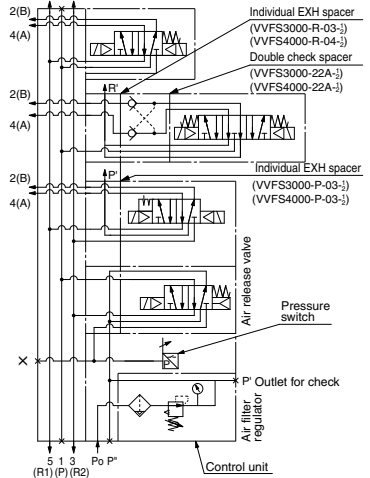 Individual EXH spacer
(VVFS3000-R-03-½)
(VVFS4000-R-04-½)
Double check spacer
(VVFS3000-22A-½)
(VVFS4000-22A-½)
2(B)
4(A)
2(B)
4(A)
R'
Individual EXH spacer
(VVFS3000-P-03-½)
(VVFS4000-P-03-½)
2(B)
4(A)
P'
Air release valve
Pressure
switch
P' Outlet for check
Air filter
regulator
5 1 3 Po P"
(R1) (P) (R2)
Control unit